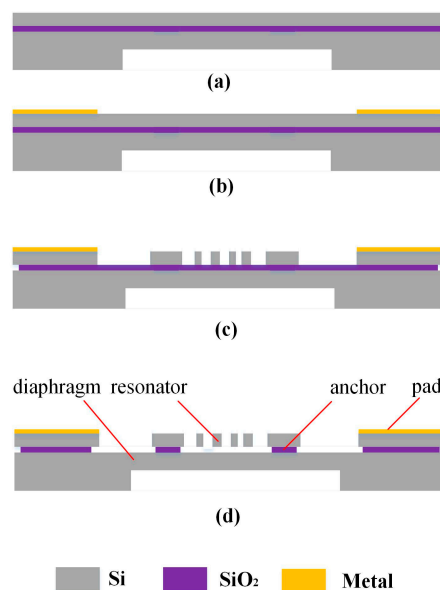 (a)
(b)
(c)
diaphragm resonator anchor pad
(d)
Si SiO₂ Metal